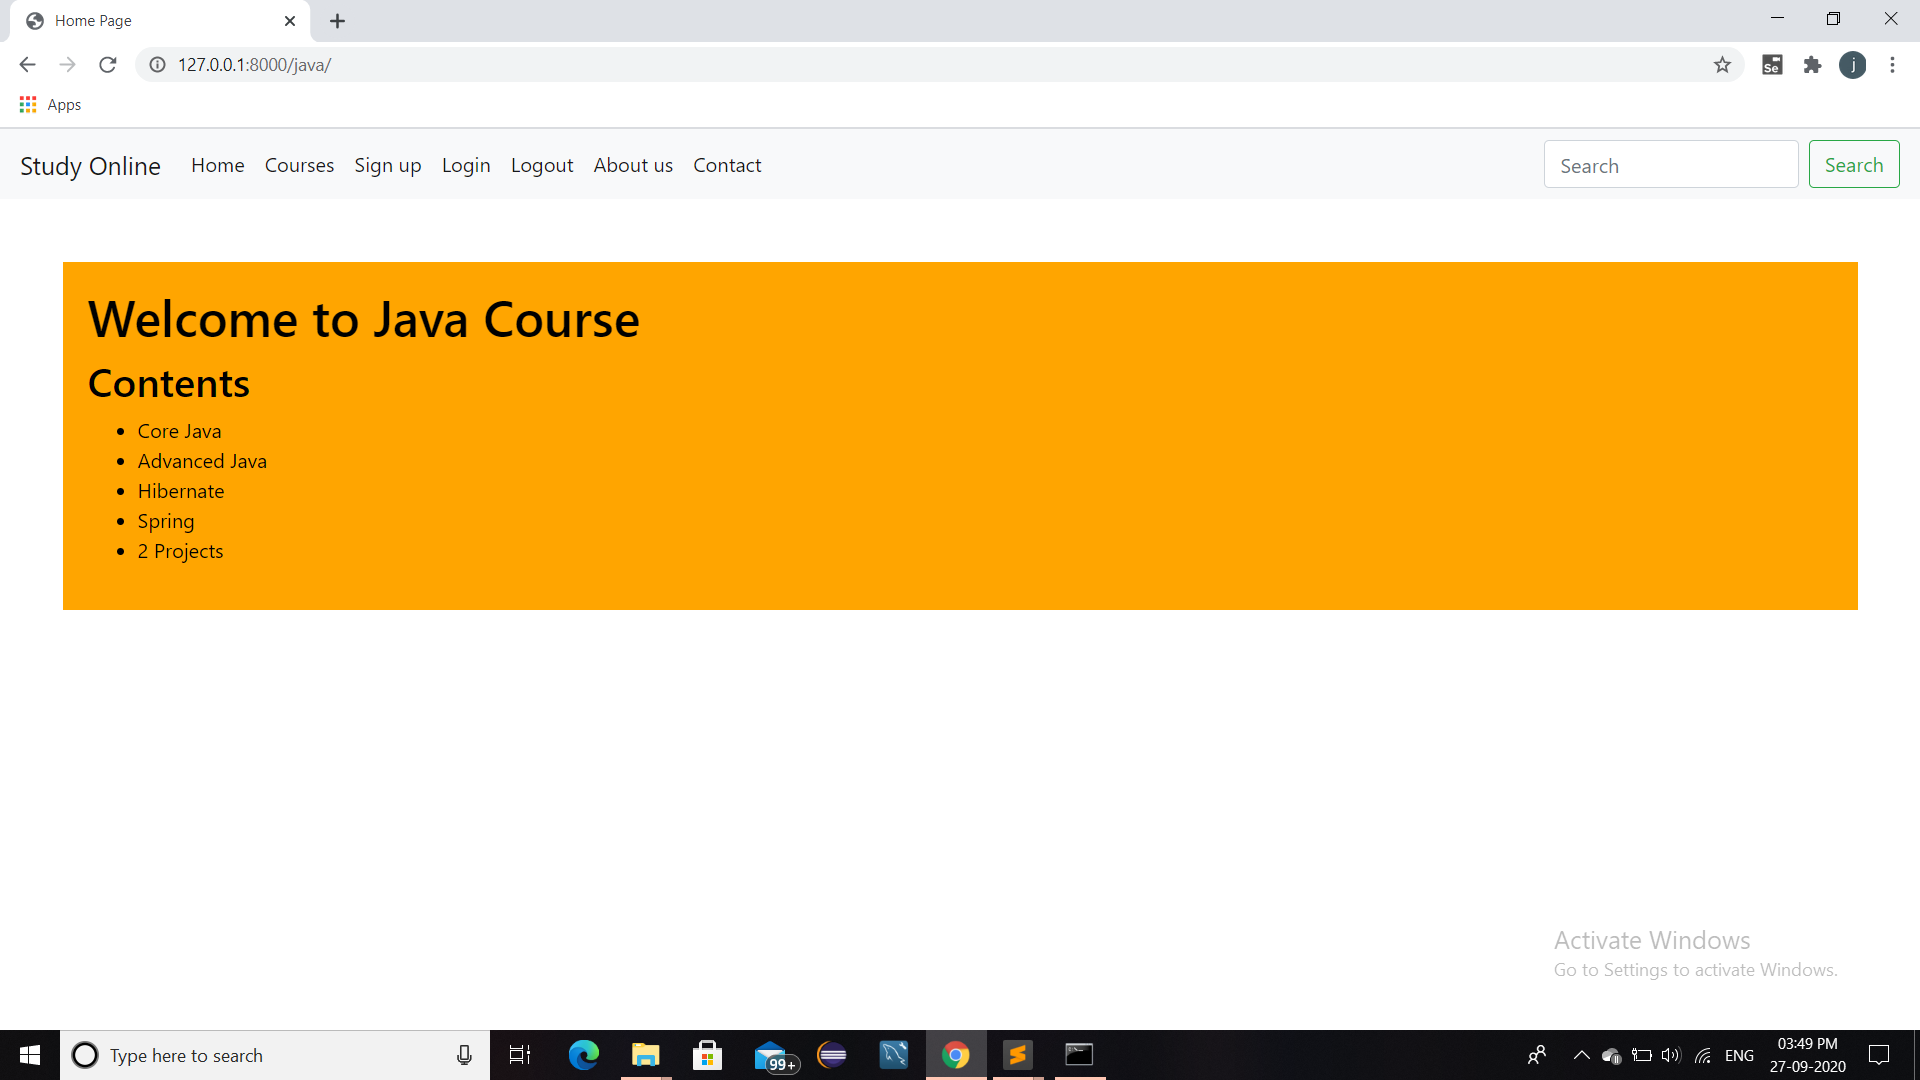 Home Page
127.0.0.1:8000/java/
Se
j
Apps
Study Online Home Courses Sign up Login Logout About us Contact Search Search
Welcome to Java Course
Contents
• Core Java
• Advanced Java
• Hibernate
• Spring
• 2 Projects
Activate Windows
Go to Settings to activate Windows.
Type here to search
99+
ENG
03:49 PM
27-09-2020